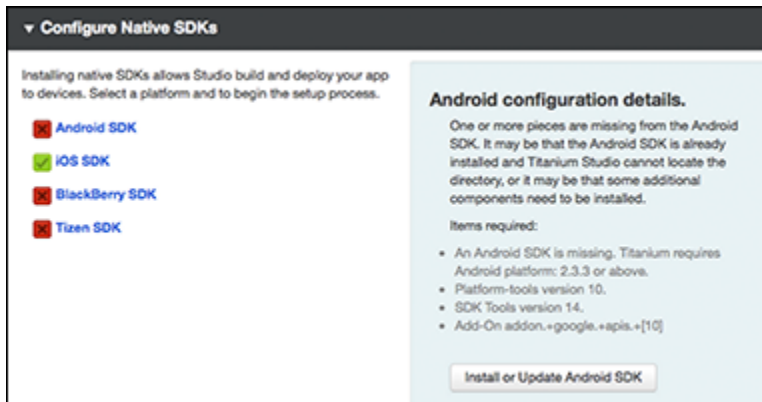 ▾ Configure Native SDKs
Installing native SDKs allows Studio build and deploy your app
to devices. Select a platform and to begin the setup process.
Android SDK
iOS SDK
BlackBerry SDK
Tizen SDK
Android configuration details.
One or more pieces are missing from the Android
SDK. It may be that the Android SDK is already
installed and Titanium Studio cannot locate the
directory, or it may be that some additional
components need to be installed.
Items required:
• An Android SDK is missing. Titanium requires
Android platform: 2.3.3 or above.
• Platform-tools version 10.
• SDK Tools version 14.
• Add-On addon.+google.+apis.+[10]
Install or Update Android SDK